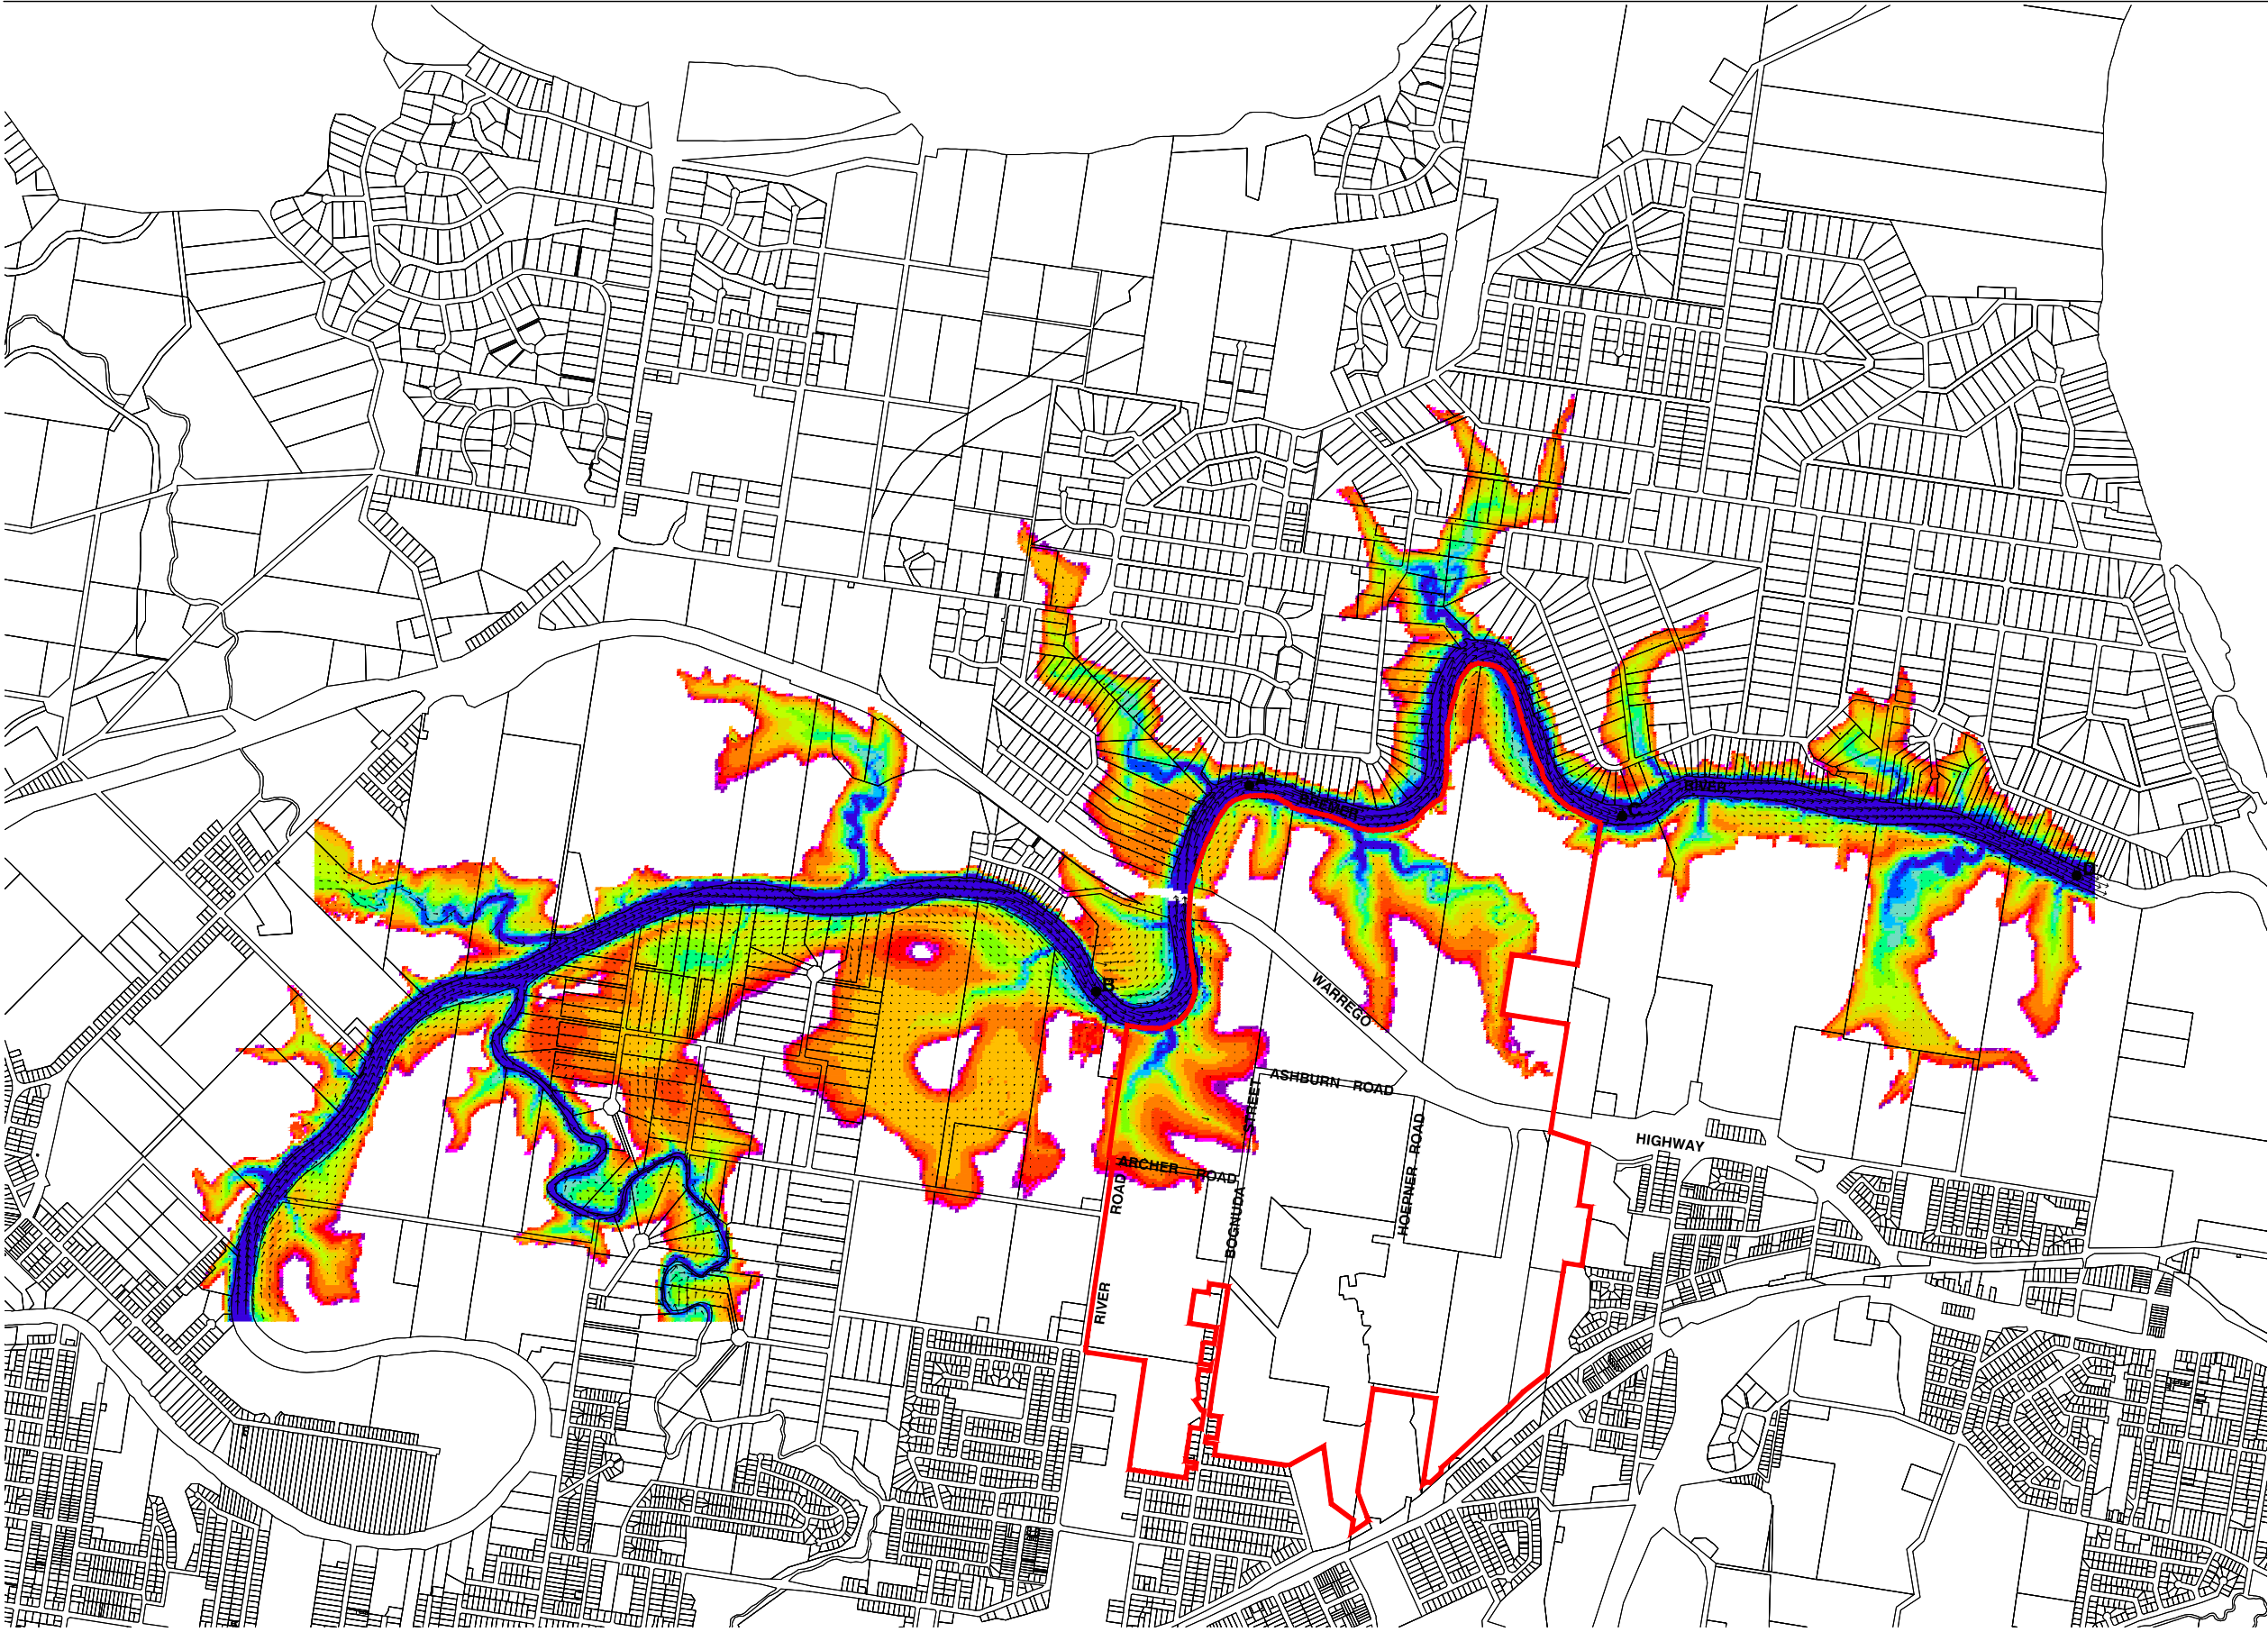 A
BREMER
RIVER
C
D
B
WARREGO
ASHBURN ROAD
STREET
HOEPNER ROAD
HIGHWAY
ARCHER ROAD
ROAD
BOGNUDA
RIVER